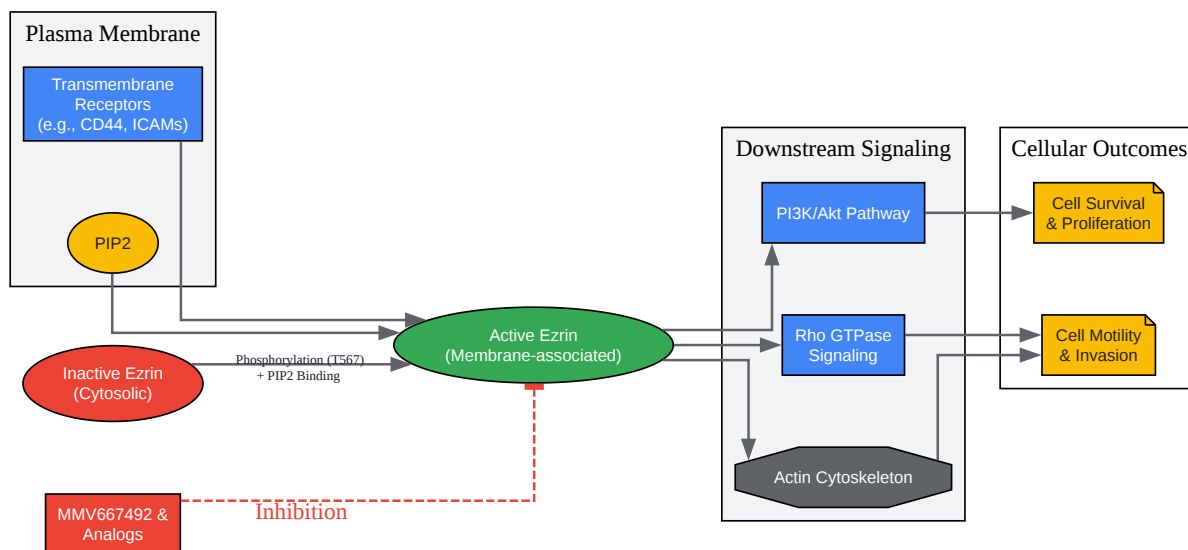 Plasma Membrane
Transmembrane
Receptors
(e.g., CD44, ICAMs)
PIP2
Inactive Ezrin
(Cytosolic)
Phosphorylation (T567)
+ PIP2 Binding
MMV667492 &
Analogs
Inhibition
Active Ezrin
(Membrane-associated)
Downstream Signaling
PI3K/Akt Pathway
Rho GTPase
Signaling
Actin Cytoskeleton
Cellular Outcomes
Cell Survival
& Proliferation
Cell Motility
& Invasion